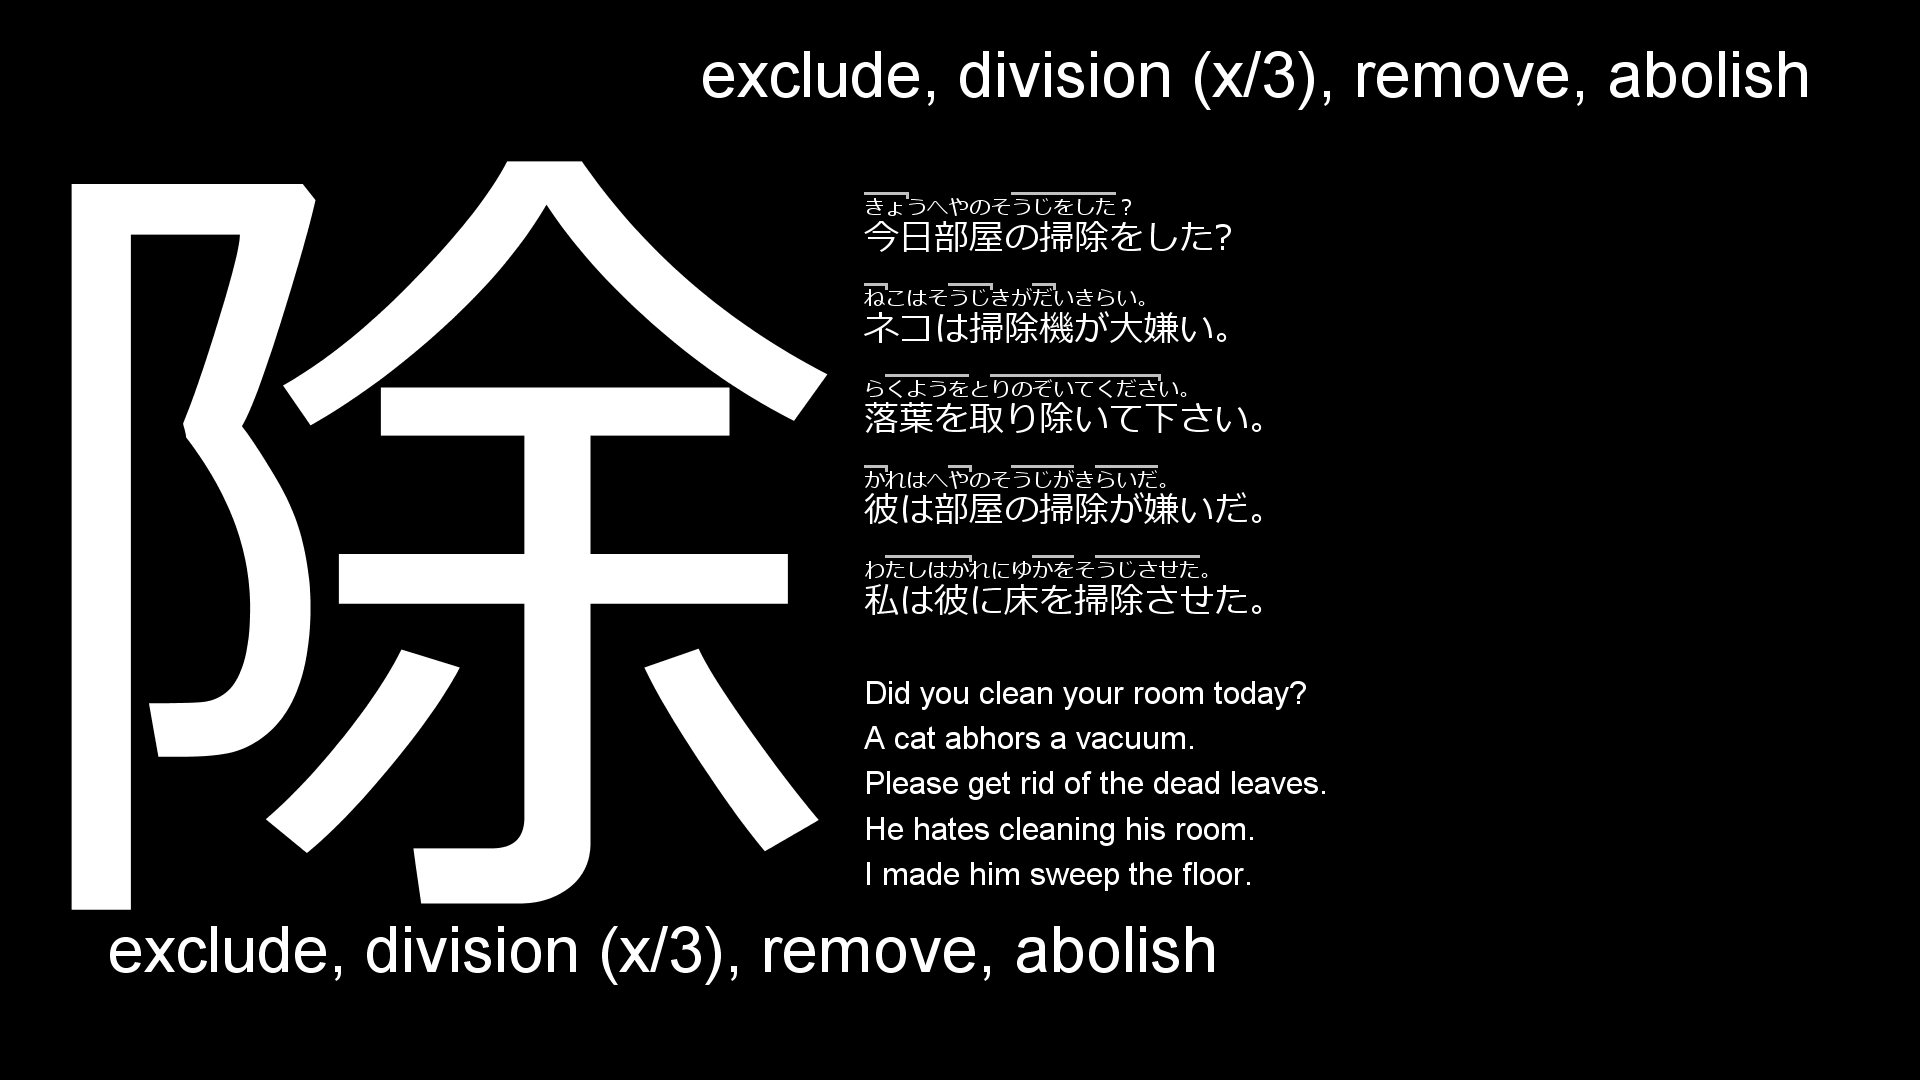 exclude, division (x/3), remove, abolish
除
きょうへやのそうじをした？
今日部屋の掃除をした?
ねこはそうじきがだいきらい。
ネコは掃除機が大嫌い。
らくようをとりのぞいてください。
落葉を取り除いて下さい。
かれはへやのそうじがきらいだ。
彼は部屋の掃除が嫌いだ。
わたしはかれにゆかをそうじさせた。
私は彼に床を掃除させた。
Did you clean your room today?
A cat abhors a vacuum.
Please get rid of the dead leaves.
He hates cleaning his room.
I made him sweep the floor.
exclude, division (x/3), remove, abolish